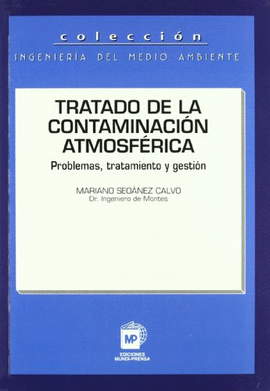 colección
INGENIERÍA DEL MEDIO AMBIENTE
TRATADO DE LA
CONTAMINACIÓN
ATMOSFÉRICA
Problemas, tratamiento y gestión
MARIANO SEOÁNEZ CALVO
Dr. Ingeniero de Montes
MP
EDICIONES
MUNDI-PRENSA